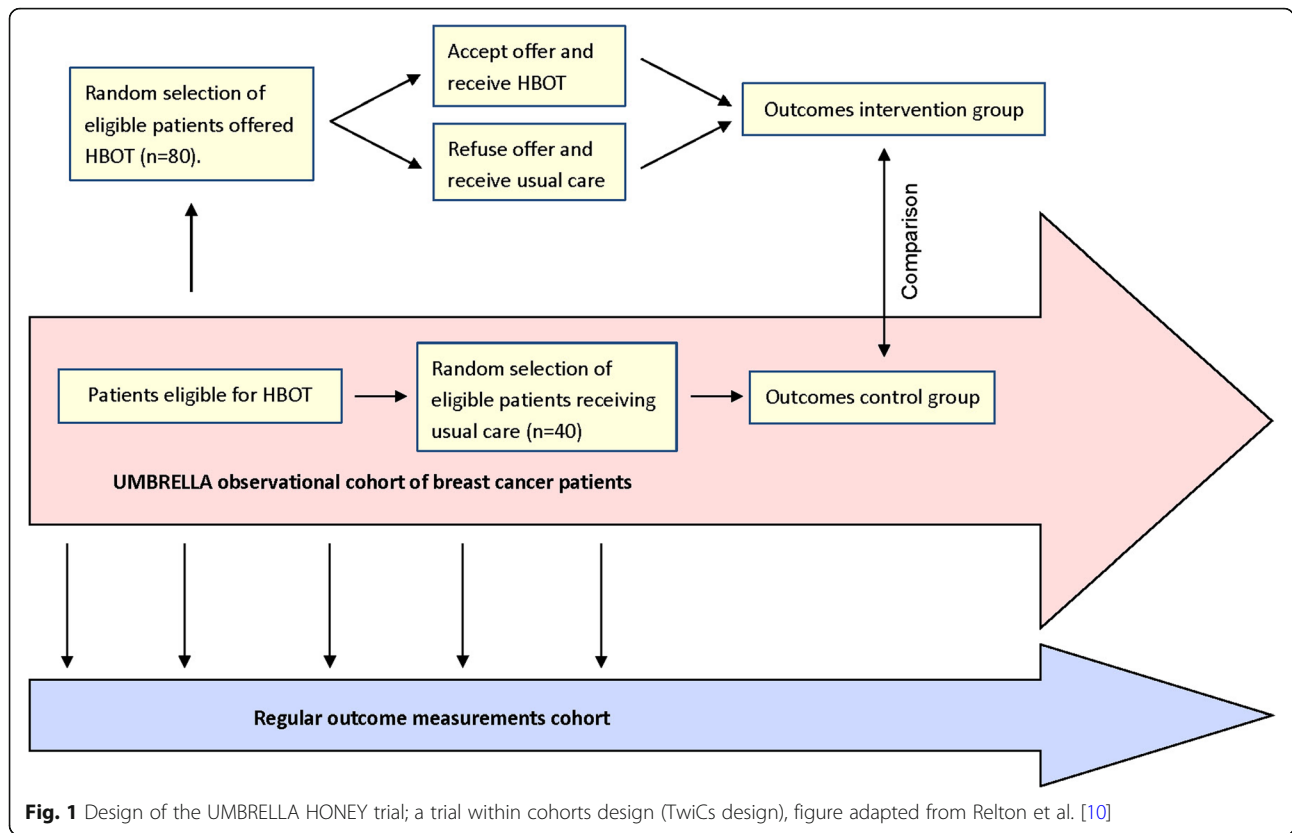 Random selection of
eligible patients offered
HBOT (n=80).
Accept offer and
receive HBOT
Refuse offer and
receive usual care
Outcomes intervention group
Comparison
Patients eligible for HBOT
Random selection of
eligible patients receiving
usual care (n=40)
Outcomes control group
UMBRELLA observational cohort of breast cancer patients
Regular outcome measurements cohort
Fig. 1 Design of the UMBRELLA HONEY trial; a trial within cohorts design (TwiCs design), figure adapted from Relton et al. [10]